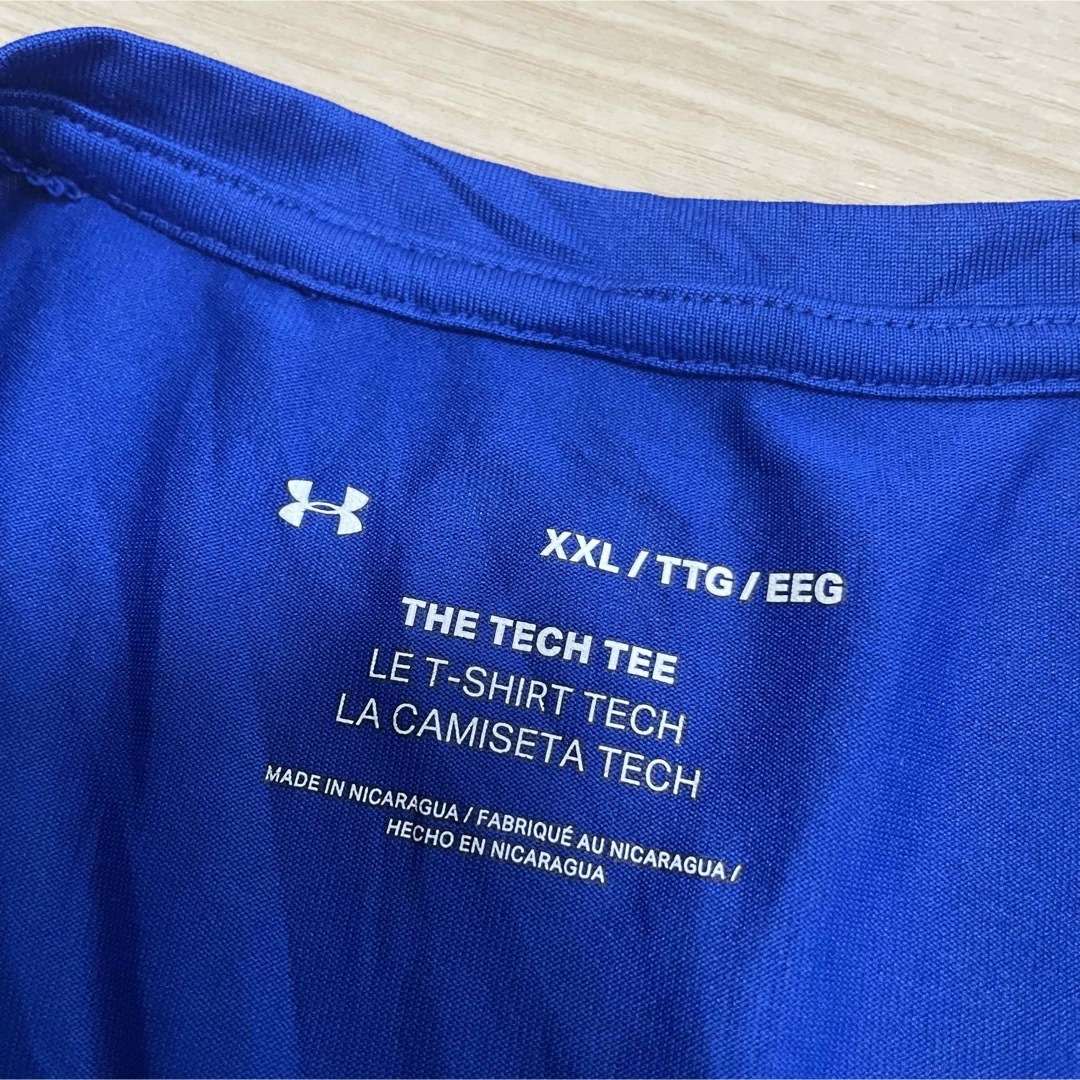 XXL / TTG / EEG
THE TECH TEE
LE T-SHIRT TECH
LA CAMISETA TECH
MADE IN NICARAGUA / FABRIQUÉ AU NICARAGUA /
HECHO EN NICARAGUA